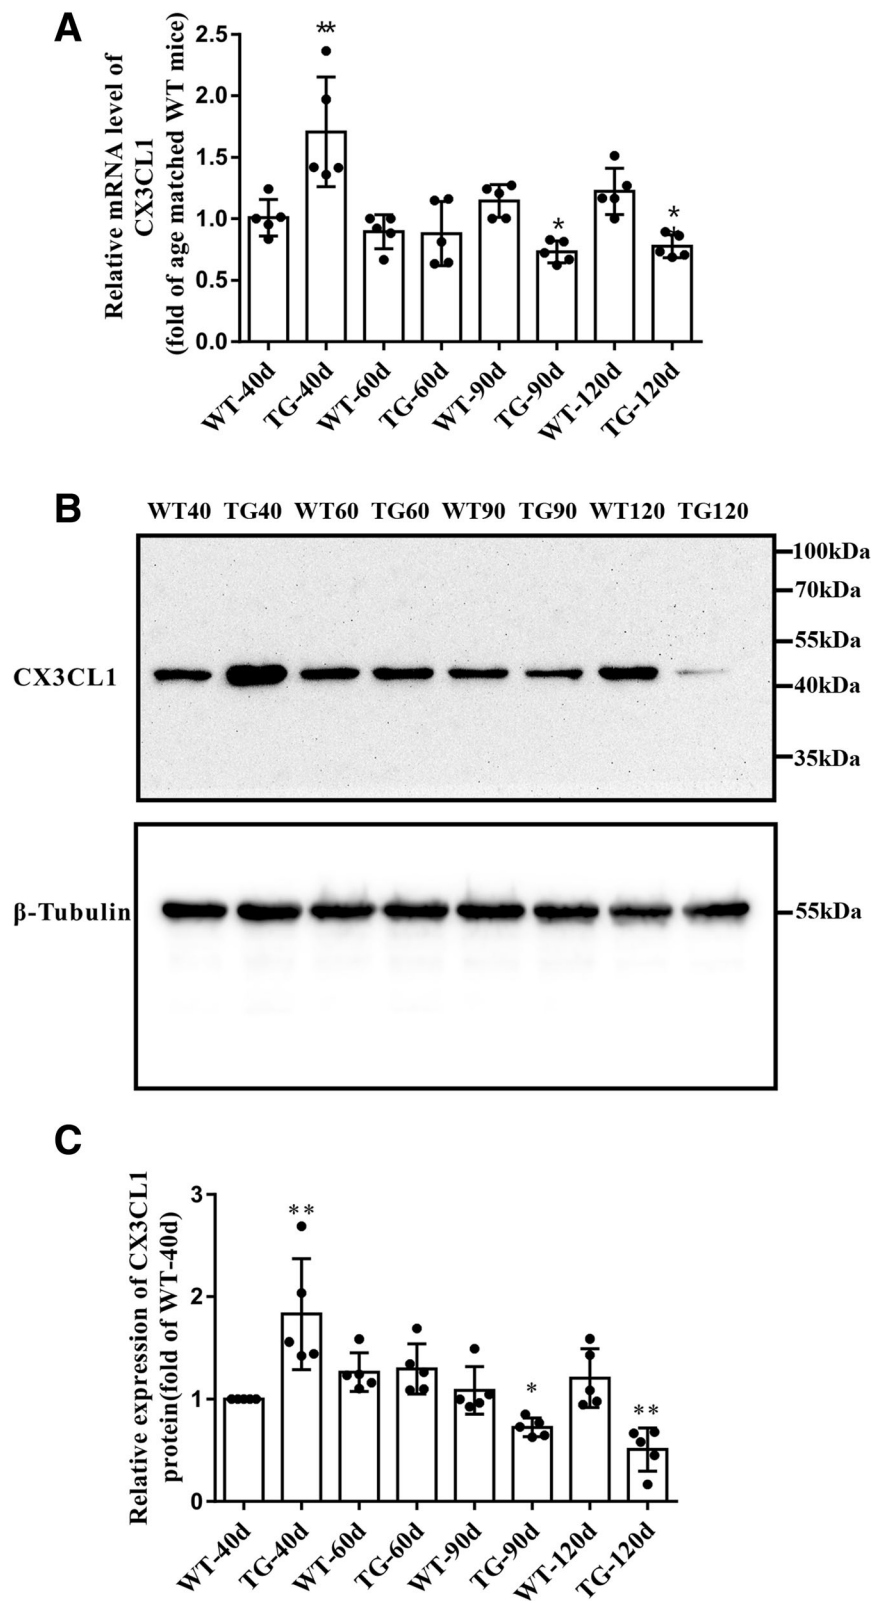 A
Relative mRNA level of
CX3CL1
(fold of age matched WT mice)
2.5
2.0
1.5
1.0
0.5
0.0
**
*
*
WT-40d
TG-40d
WT-60d
TG-60d
WT-90d
TG-90d
WT-120d
TG-120d
B
WT40 TG40 WT60 TG60 WT90 TG90 WT120 TG120
100kDa
70kDa
55kDa
CX3CL1
40kDa
35kDa
β-Tubulin
55kDa
C
Relative expression of CX3CL1
protein(fold of WT-40d)
3
2
1
0
**
*
**
WT-40d
TG-40d
WT-60d
TG-60d
WT-90d
TG-90d
WT-120d
TG-120d